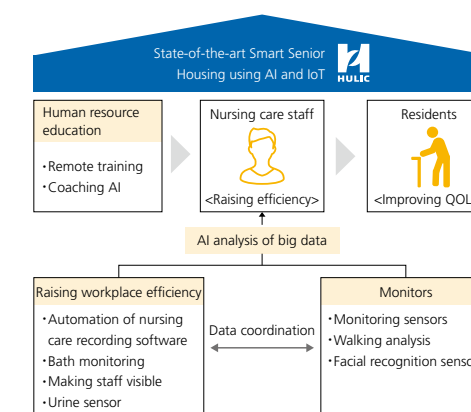 State-of-the-art Smart Senior
Housing using AI and IoT
HULIC
Human resource
education
・Remote training
・Coaching AI
Nursing care staff
<Raising efficiency>
Residents
<Improving QOL
AI analysis of big data
Raising workplace efficiency
・Automation of nursing
care recording software
・Bath monitoring
・Making staff visible
・Urine sensor
Data coordination
Monitors
・Monitoring sensors
・Walking analysis
・Facial recognition